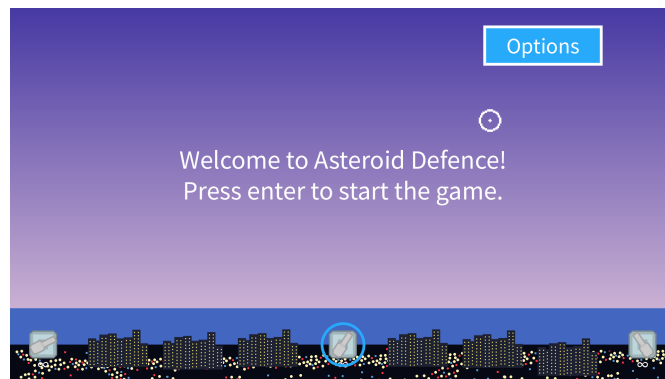 Options
Welcome to Asteroid Defence!
Press enter to start the game.
∞ ∞ ∞